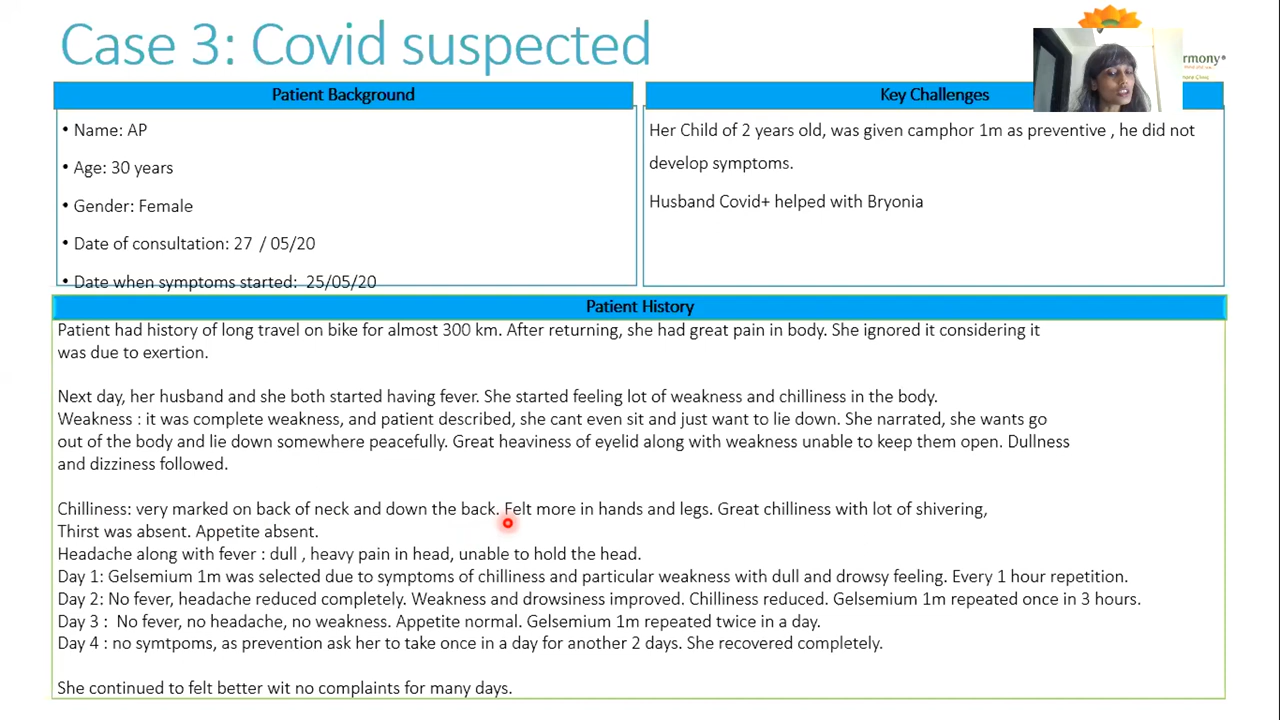 Case 3: Covid suspected
rmony®
Patient Background
• Name: AP
• Age: 30 years
• Gender: Female
• Date of consultation: 27 / 05/20
• Date when symptoms started: 25/05/20
Key Challenges
Her Child of 2 years old, was given camphor 1m as preventive , he did not
develop symptoms.
Husband Covid+ helped with Bryonia
Patient History
Patient had history of long travel on bike for almost 300 km. After returning, she had great pain in body. She ignored it considering it
was due to exertion.
Next day, her husband and she both started having fever. She started feeling lot of weakness and chilliness in the body.
Weakness : it was complete weakness, and patient described, she cant even sit and just want to lie down. She narrated, she wants go
out of the body and lie down somewhere peacefully. Great heaviness of eyelid along with weakness unable to keep them open. Dullness
and dizziness followed.
Chilliness: very marked on back of neck and down the back. Felt more in hands and legs. Great chilliness with lot of shivering,
Thirst was absent. Appetite absent.
Headache along with fever : dull , heavy pain in head, unable to hold the head.
Day 1: Gelsemium 1m was selected due to symptoms of chilliness and particular weakness with dull and drowsy feeling. Every 1 hour repetition.
Day 2: No fever, headache reduced completely. Weakness and drowsiness improved. Chilliness reduced. Gelsemium 1m repeated once in 3 hours.
Day 3 : No fever, no headache, no weakness. Appetite normal. Gelsemium 1m repeated twice in a day.
Day 4 : no symtpoms, as prevention ask her to take once in a day for another 2 days. She recovered completely.
She continued to felt better wit no complaints for many days.